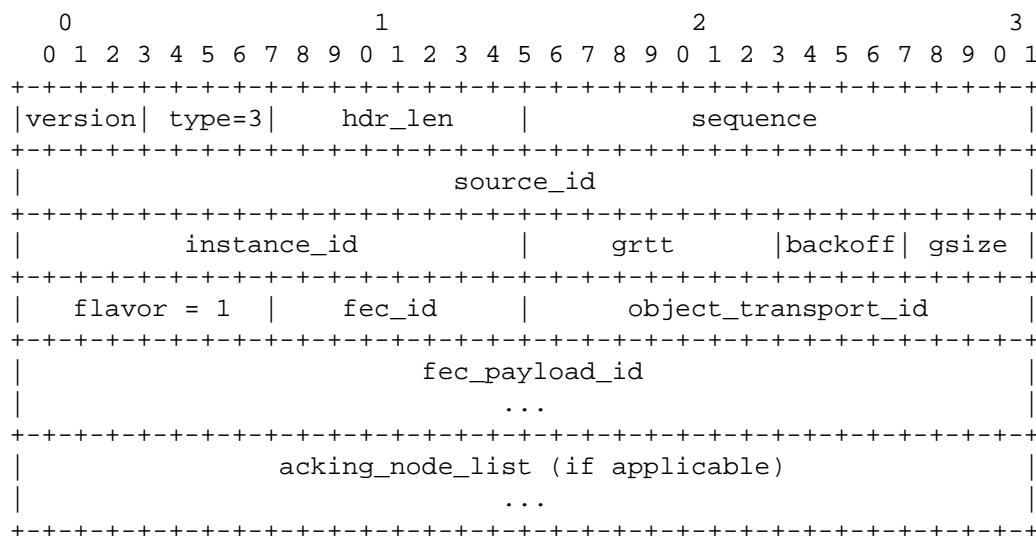 0                   1                   2                   3
0 1 2 3 4 5 6 7 8 9 0 1 2 3 4 5 6 7 8 9 0 1 2 3 4 5 6 7 8 9 0 1
+-+-+-+-+-+-+-+-+-+-+-+-+-+-+-+-+-+-+-+-+-+-+-+-+-+-+-+-+-+-+-+-+
|version| type=3|    hdr_len    |          sequence             |
+-+-+-+-+-+-+-+-+-+-+-+-+-+-+-+-+-+-+-+-+-+-+-+-+-+-+-+-+-+-+-+-+
|                           source_id                           |
+-+-+-+-+-+-+-+-+-+-+-+-+-+-+-+-+-+-+-+-+-+-+-+-+-+-+-+-+-+-+-+-+
|          instance_id          |     grtt      |backoff| gsize |
+-+-+-+-+-+-+-+-+-+-+-+-+-+-+-+-+-+-+-+-+-+-+-+-+-+-+-+-+-+-+-+-+
|   flavor = 1  |    fec_id     |      object_transport_id      |
+-+-+-+-+-+-+-+-+-+-+-+-+-+-+-+-+-+-+-+-+-+-+-+-+-+-+-+-+-+-+-+-+
|                         fec_payload_id                        |
|                              ...                              |
+-+-+-+-+-+-+-+-+-+-+-+-+-+-+-+-+-+-+-+-+-+-+-+-+-+-+-+-+-+-+-+-+
|                acking_node_list (if applicable)               |
|                              ...                              |
+-+-+-+-+-+-+-+-+-+-+-+-+-+-+-+-+-+-+-+-+-+-+-+-+-+-+-+-+-+-+-+-+